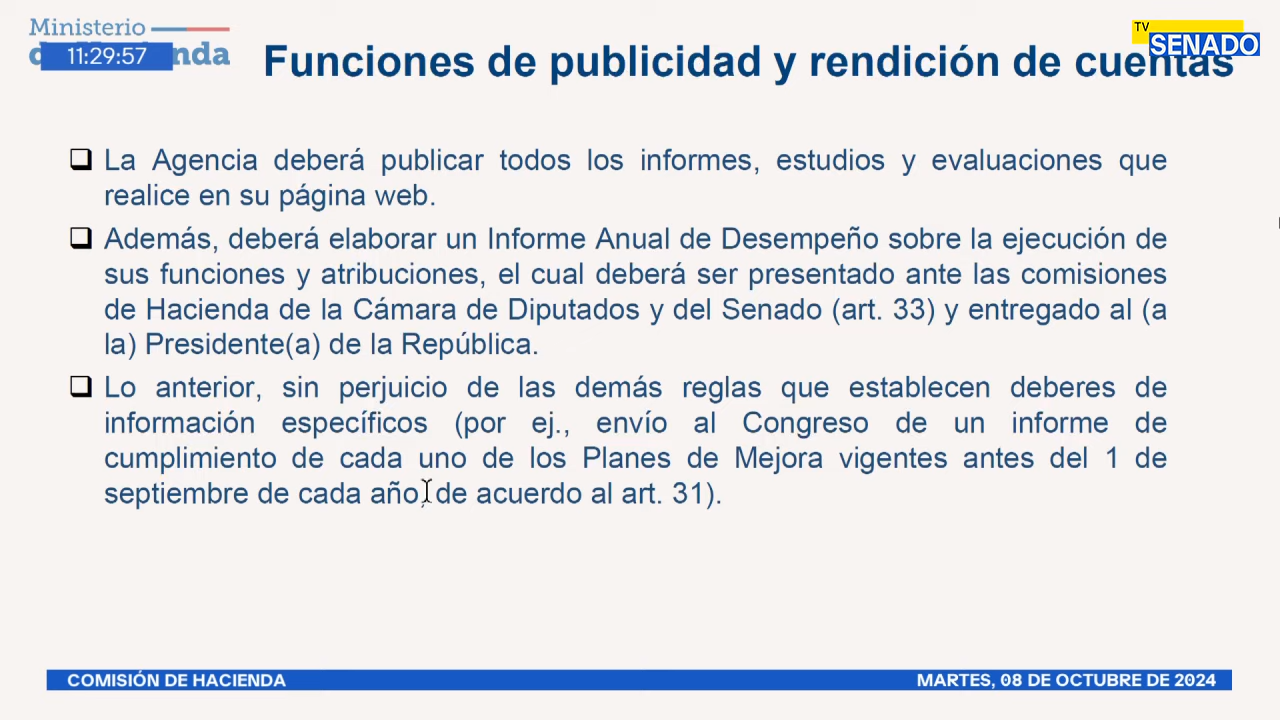 Ministerio
de Hacienda
11:29:57
Funciones de publicidad y rendición de cuentas
TV
SENADO
La Agencia deberá publicar todos los informes, estudios y evaluaciones que
realice en su página web.
Además, deberá elaborar un Informe Anual de Desempeño sobre la ejecución de
sus funciones y atribuciones, el cual deberá ser presentado ante las comisiones
de Hacienda de la Cámara de Diputados y del Senado (art. 33) y entregado al (a
la) Presidente(a) de la República.
Lo anterior, sin perjuicio de las demás reglas que establecen deberes de
información específicos (por ej., envío al Congreso de un informe de
cumplimiento de cada uno de los Planes de Mejora vigentes antes del 1 de
septiembre de cada año, de acuerdo al art. 31).
COMISIÓN DE HACIENDA
MARTES, 08 DE OCTUBRE DE 2024